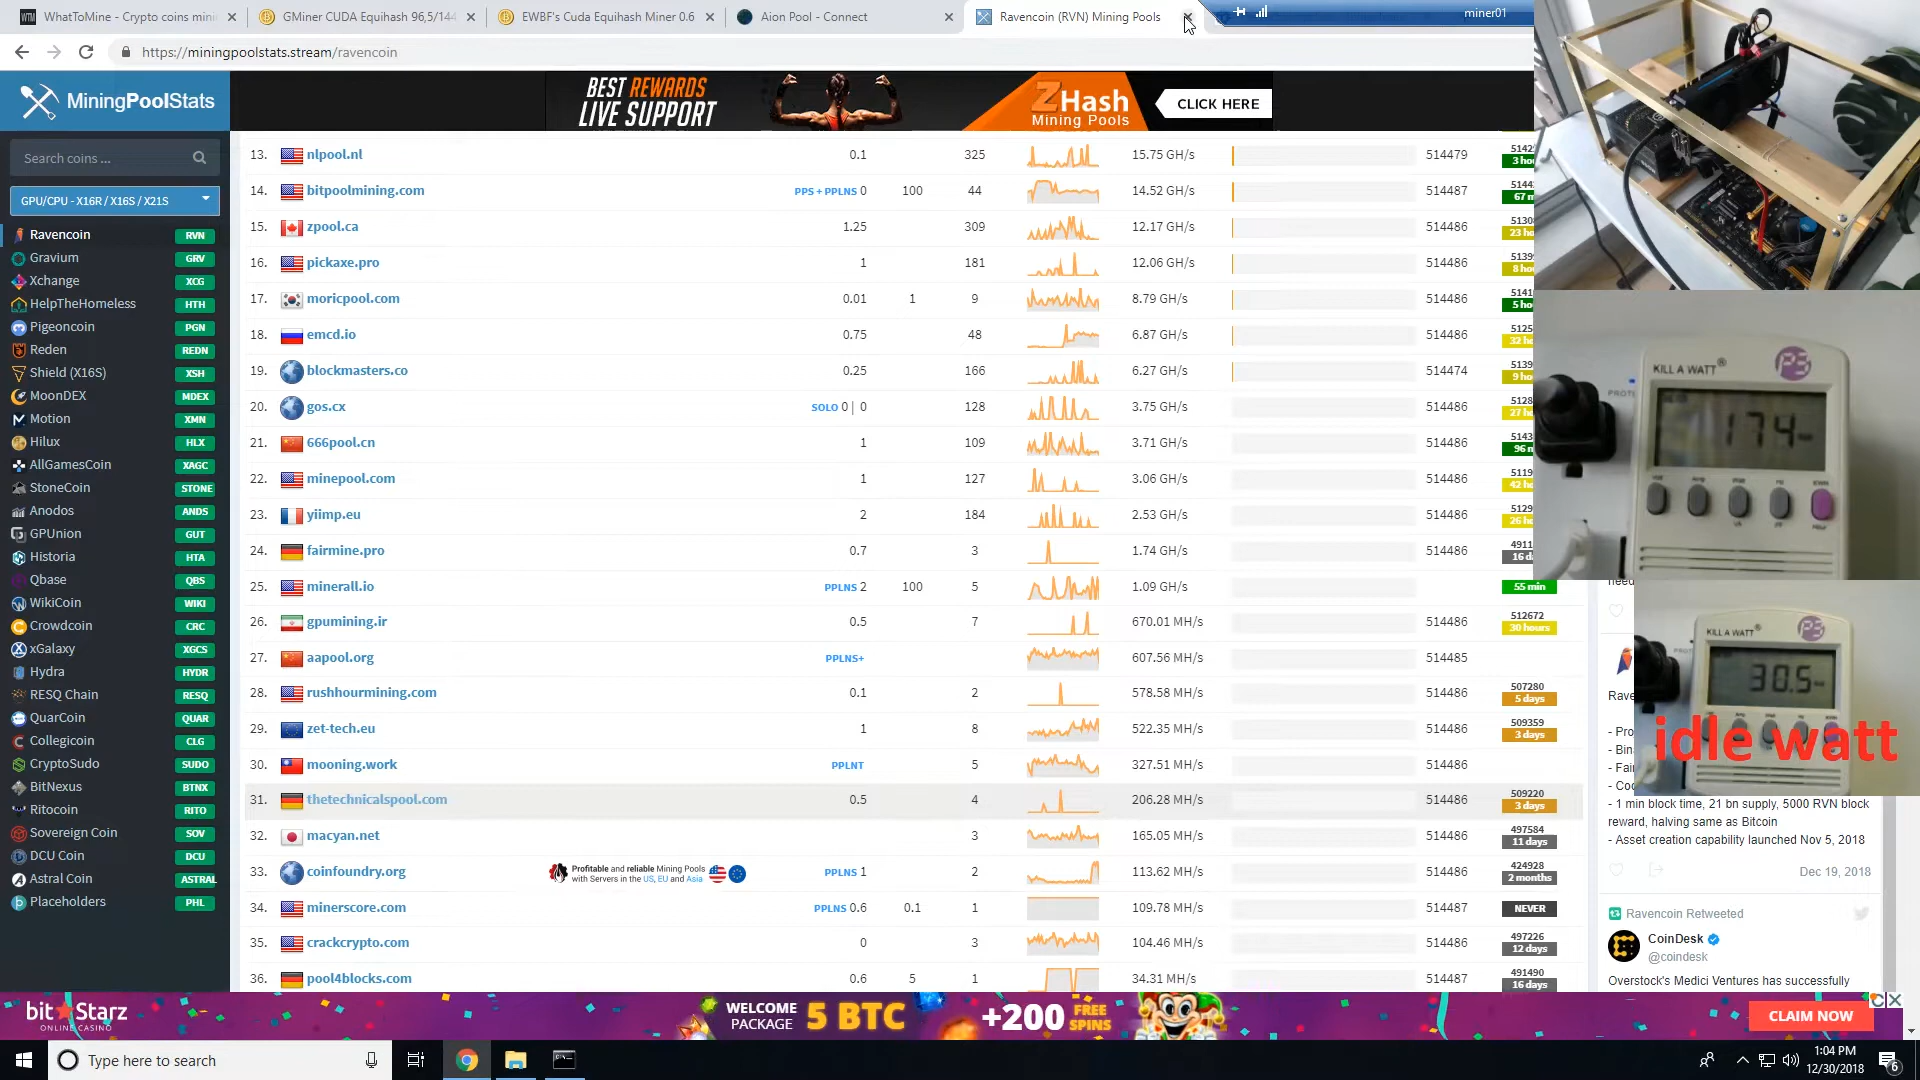 WhatToMine - Crypto coins mini
GMiner CUDA Equihash 96,5/144
EWBF's Cuda Equihash Miner 0.6
Aion Pool - Connect
Ravencoin (RVN) Mining Pools
miner01
https://miningpoolstats.stream/ravencoin
MiningPoolStats
BEST REWARDS
LIVE SUPPORT
ZHash
Mining Pools
CLICK HERE
Search coins ...
GPU/CPU - X16R / X16S / X21S
Ravencoin RVN
Gravium GRV
Xchange XCG
HelpTheHomeless HTH
Pigeoncoin PGN
Reden REDN
Shield (X16S) XSH
MoonDEX MDEX
Motion XMN
Hilux HLX
AllGamesCoin XAGC
StoneCoin STONE
Anodos ANDS
GPUnion GUT
Historia HTA
Qbase QBS
WikiCoin WIKI
Crowdcoin CRC
xGalaxy XGCS
Hydra HYDR
RESQ Chain RESQ
QuarCoin QUAR
Collegicoin CLG
CryptoSudo SUDO
BitNexus BTNX
Ritocoin RITO
Sovereign Coin SOV
DCU Coin DCU
Astral Coin ASTRAL
Placeholders PHL
13. nlpool.nl 0.1 325 15.75 GH/s 514479
14. bitpoolmining.com PPS + PPLNS 0 100 44 14.52 GH/s 514487
15. zpool.ca 1.25 309 12.17 GH/s 514486
16. pickaxe.pro 1 181 12.06 GH/s 514486
17. moricpool.com 0.01 1 9 8.79 GH/s 514486
18. emcd.io 0.75 48 6.87 GH/s 514486
19. blockmasters.co 0.25 166 6.27 GH/s 514474
20. gos.cx SOLO 0 | 0 128 3.75 GH/s 514486
21. 666pool.cn 1 109 3.71 GH/s 514486
22. minepool.com 1 127 3.06 GH/s 514486
23. yiimp.eu 2 184 2.53 GH/s 514486
24. fairmine.pro 0.7 3 1.74 GH/s 514486
25. minerall.io PPLNS 2 100 5 1.09 GH/s 55 min
26. gpumining.ir 0.5 7 670.01 MH/s 514486 512672 30 hours
27. aapool.org PPLNS+ 607.56 MH/s 514485
28. rushhourmining.com 0.1 2 578.58 MH/s 514486 507280 5 days
29. zet-tech.eu 1 8 522.35 MH/s 514486 509359 3 days
30. mooning.work PPLNT 5 327.51 MH/s 514486
31. thetechnicalspool.com 0.5 4 206.28 MH/s 514486 509220 3 days
32. macyan.net 3 165.05 MH/s 514486 497584 11 days
33. coinfoundry.org Profitable and reliable Mining Pools with Servers in the US, EU and Asia PPLNS 1 2 113.62 MH/s 514486 424928 2 months
34. minerscore.com PPLNS 0.6 0.1 1 109.78 MH/s 514487 NEVER
35. crackcrypto.com 0 3 104.46 MH/s 514486 497226 12 days
36. pool4blocks.com 0.6 5 1 34.31 MH/s 514487 491490 16 days
KILL A WATT
P3
174
KILL A WATT
P3
30.5
idle watt
- 1 min block time, 21 bn supply, 5000 RVN block
reward, halving same as Bitcoin
- Asset creation capability launched Nov 5, 2018
Dec 19, 2018
Ravencoin Retweeted
CoinDesk
@coindesk
Overstock's Medici Ventures has successfully
bitStarz
ONLINE CASINO
WELCOME
PACKAGE
5 BTC
+200
FREE
SPINS
CLAIM NOW
Type here to search
1:04 PM
12/30/2018
6